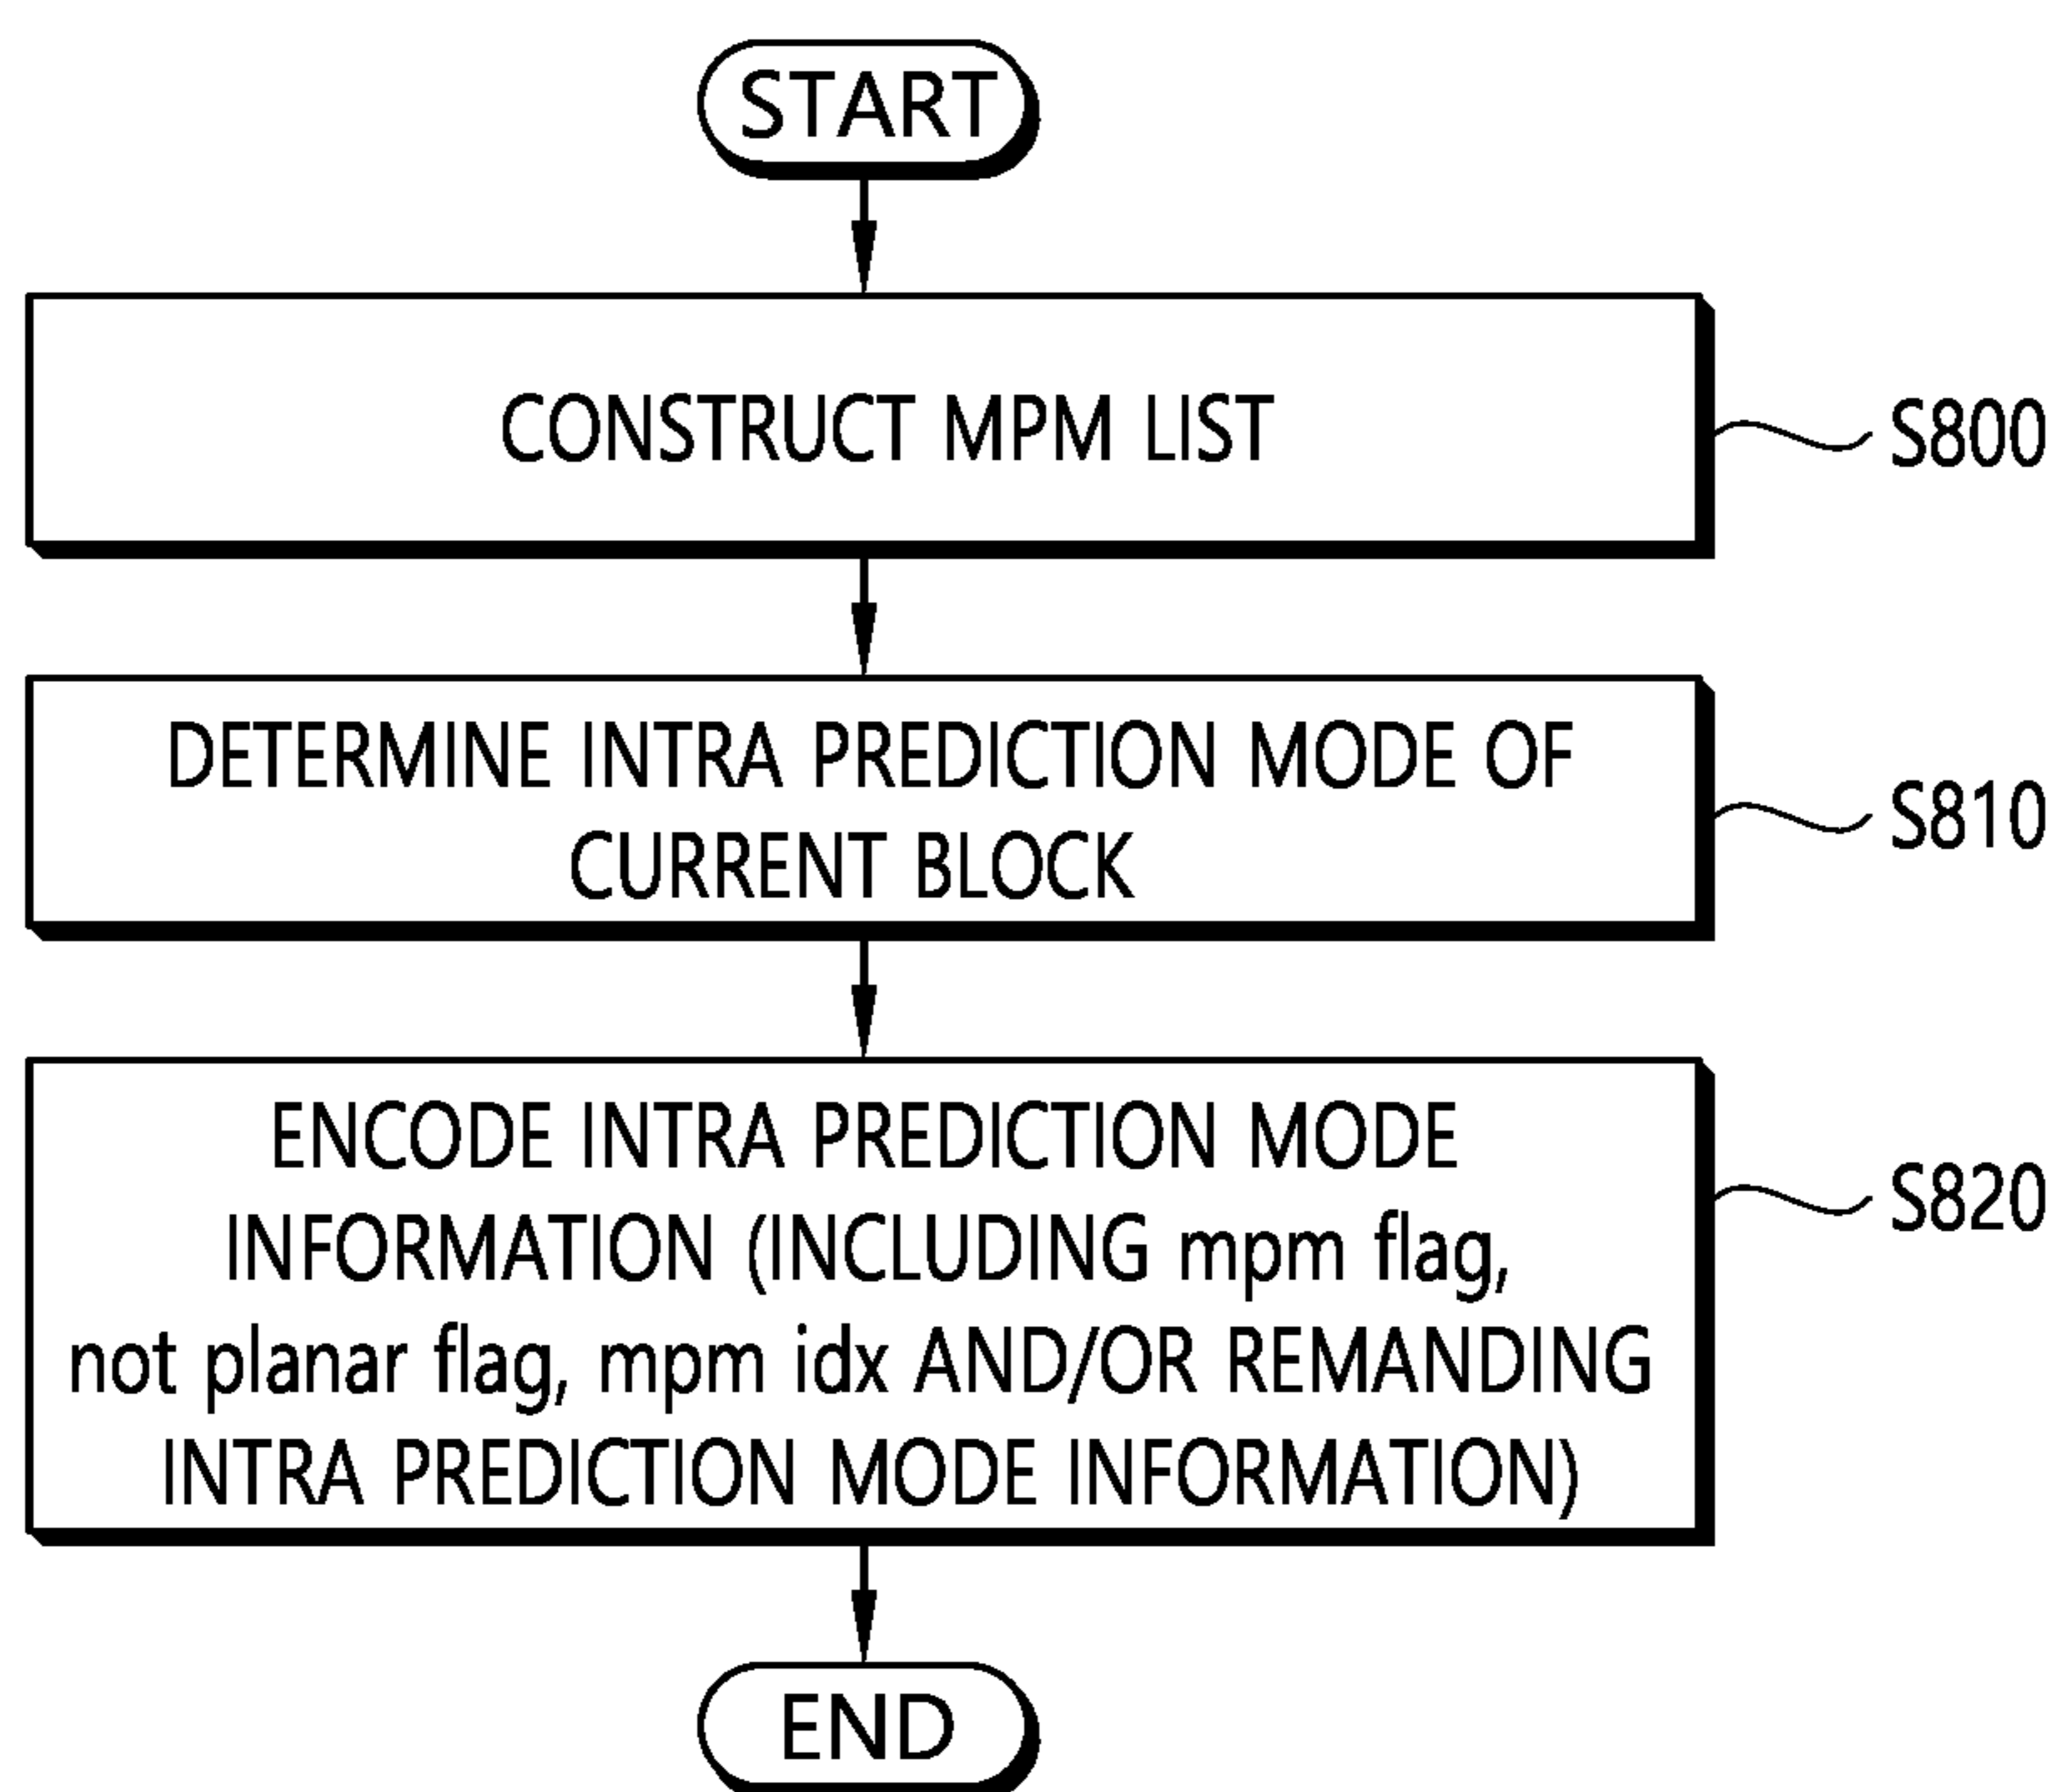 START
CONSTRUCT MPM LIST
S800
DETERMINE INTRA PREDICTION MODE OF
CURRENT BLOCK
S810
ENCODE INTRA PREDICTION MODE
INFORMATION (INCLUDING mpm flag,
not planar flag, mpm idx AND/OR REMANDING
INTRA PREDICTION MODE INFORMATION)
S820
END